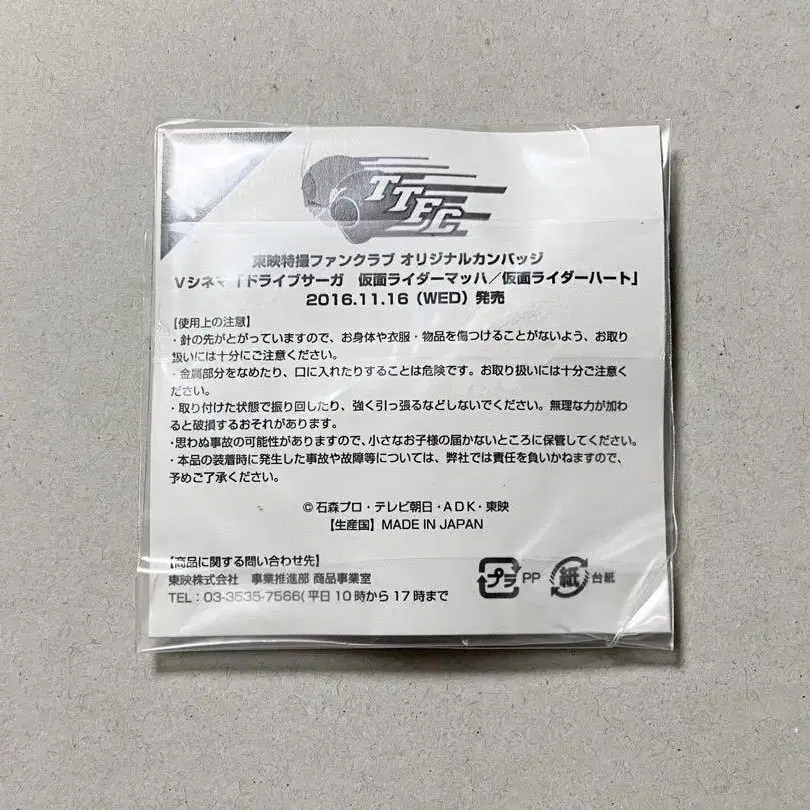 TTFC
東映特撮ファンクラブ オリジナルカンバッジ
Vシネマ「ドライブサーガ 仮面ライダーマッハ／仮面ライダーハート」
2016.11.16（WED）発売
【使用上の注意】
・針の先がとがっていますので、お身体や衣服・物品を傷つけることがないよう、お取り
扱いには十分にご注意ください。
・金属部分をなめたり、口に入れたりすることは危険です。お取り扱いには十分ご注意く
ださい。
・取り付けた状態で振り回したり、強く引っ張るなどしないでください。無理な力が加わ
ると破損するおそれがあります。
・思わぬ事故の可能性がありますので、小さなお子様の届かないところに保管してください。
・本品の装着時に発生した事故や故障等については、弊社では責任を負いかねますので、
予めご了承ください。
©石森プロ・テレビ朝日・ADK・東映
【生産国】MADE IN JAPAN
【商品に関する問い合わせ先】
東映株式会社 事業推進部 商品事業室
TEL：03-3535-7566(平日10時から17時まで
プラ PP 紙 台紙